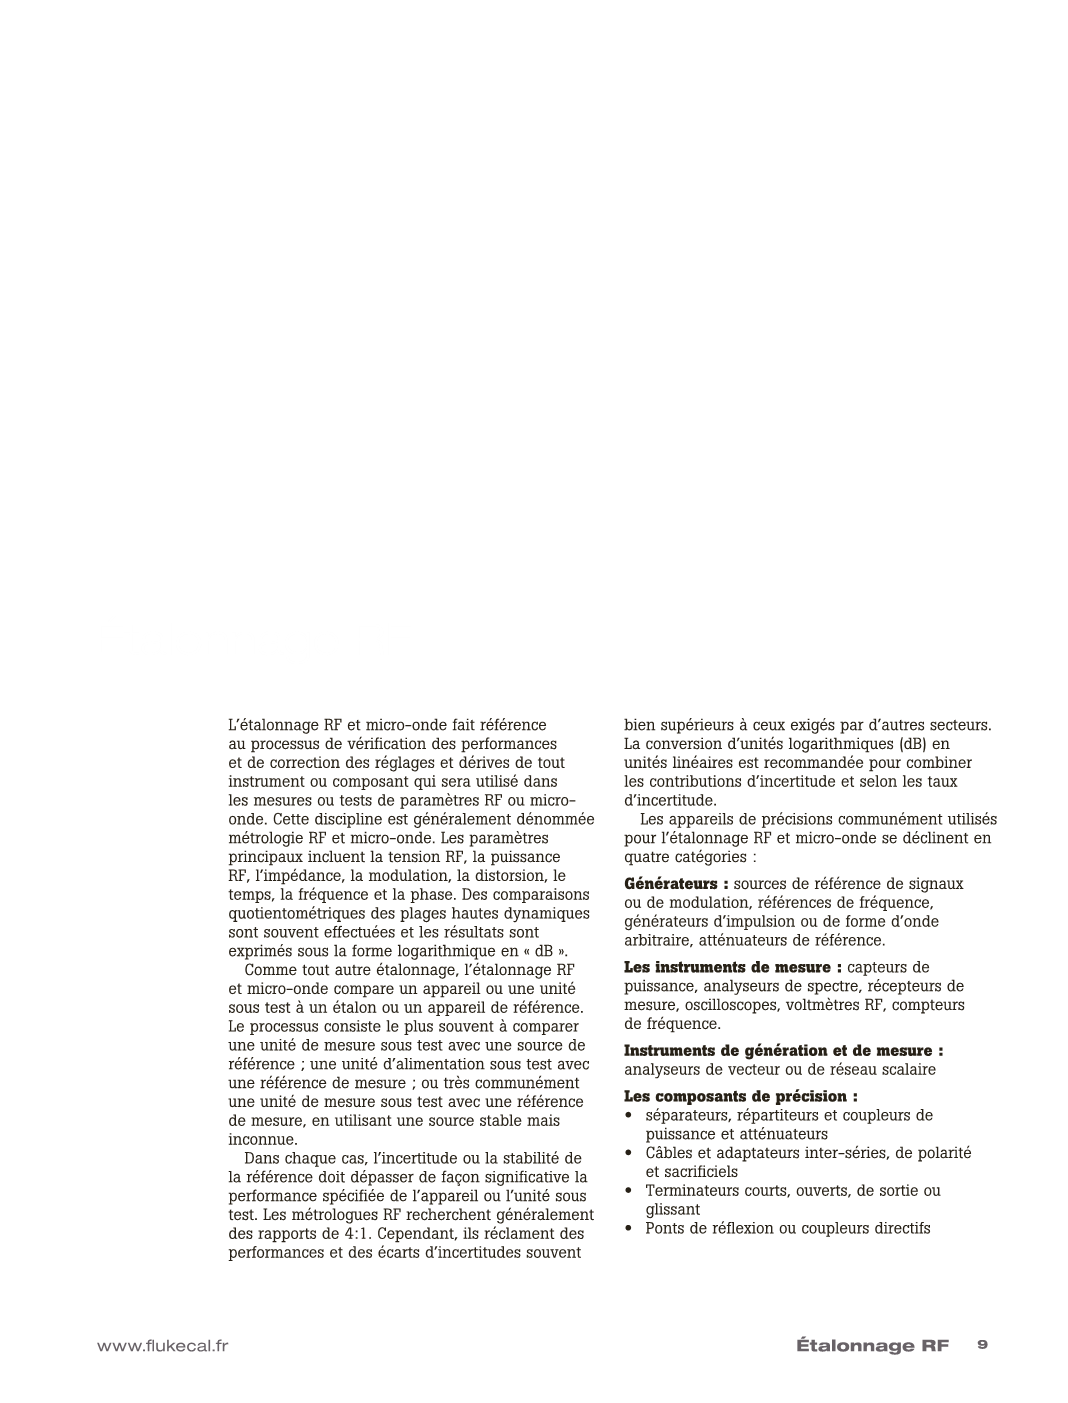 L’étalonnage RF et micro-onde fait référence
au processus de vérification des performances
et de correction des réglages et dérives de tout
instrument ou composant qui sera utilisé dans
les mesures ou tests de paramètres RF ou micro-
onde. Cette discipline est généralement dénommée
métrologie RF et micro-onde. Les paramètres
principaux incluent la tension RF, la puissance
RF, l’impédance, la modulation, la distorsion, le
temps, la fréquence et la phase. Des comparaisons
quotientométriques des plages hautes dynamiques
sont souvent effectuées et les résultats sont
exprimés sous la forme logarithmique en « dB ».
Comme tout autre étalonnage, l’étalonnage RF
et micro-onde compare un appareil ou une unité
sous test à un étalon ou un appareil de référence.
Le processus consiste le plus souvent à comparer
une unité de mesure sous test avec une source de
référence ; une unité d’alimentation sous test avec
une référence de mesure ; ou très communément
une unité de mesure sous test avec une référence
de mesure, en utilisant une source stable mais
inconnue.
Dans chaque cas, l’incertitude ou la stabilité de
la référence doit dépasser de façon significative la
performance spécifiée de l’appareil ou l’unité sous
test. Les métrologues RF recherchent généralement
des rapports de 4:1. Cependant, ils réclament des
performances et des écarts d’incertitudes souvent
bien supérieurs à ceux exigés par d’autres secteurs.
La conversion d’unités logarithmiques (dB) en
unités linéaires est recommandée pour combiner
les contributions d’incertitude et selon les taux
d’incertitude.
Les appareils de précisions communément utilisés
pour l’étalonnage RF et micro-onde se déclinent en
quatre catégories :
Générateurs : sources de référence de signaux
ou de modulation, références de fréquence,
générateurs d’impulsion ou de forme d’onde
arbitraire, atténuateurs de référence.
Les instruments de mesure : capteurs de
puissance, analyseurs de spectre, récepteurs de
mesure, oscilloscopes, voltmètres RF, compteurs
de fréquence.
Instruments de génération et de mesure :
analyseurs de vecteur ou de réseau scalaire
Les composants de précision :
• séparateurs, répartiteurs et coupleurs de
puissance et atténuateurs
• Câbles et adaptateurs inter-séries, de polarité
et sacrificiels
• Terminateurs courts, ouverts, de sortie ou
glissant
• Ponts de réflexion ou coupleurs directifs
www.flukecal.fr
Étalonnage RF 9